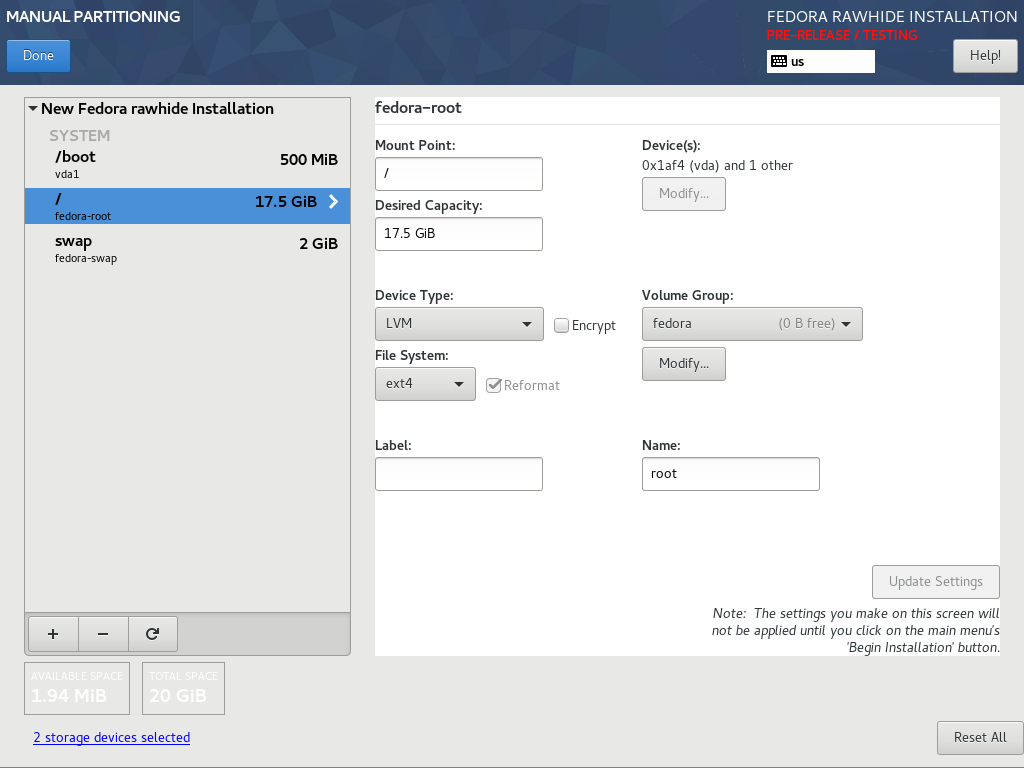 MANUAL PARTITIONING
FEDORA RAWHIDE INSTALLATION
PRE-RELEASE / TESTING
Done
us
Help!
New Fedora rawhide Installation
SYSTEM
/boot
500 MiB
vda1
/
17.5 GiB
fedora-root
swap
2 GiB
fedora-swap
+ −
AVAILABLE SPACE
1.94 MiB
TOTAL SPACE
20 GiB
2 storage devices selected
fedora-root
Mount Point:
/
Desired Capacity:
17.5 GiB
Device(s):
0x1af4 (vda) and 1 other
Modify...
Device Type:
LVM
Encrypt
File System:
ext4
Reformat
Volume Group:
fedora (0 B free)
Modify...
Label:
Name:
root
Update Settings
Note: The settings you make on this screen will
not be applied until you click on the main menu's
'Begin Installation' button.
Reset All